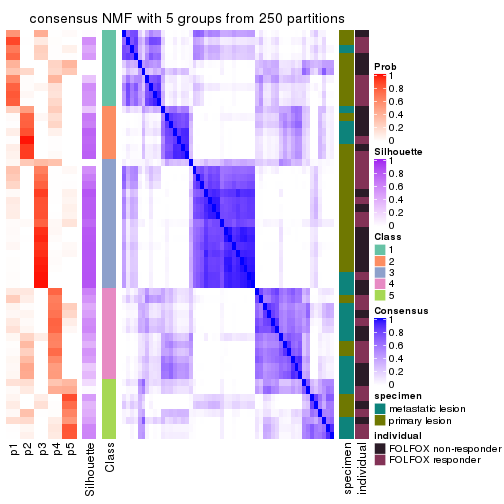 consensus NMF with 5 groups from 250 partitions
Prob
1
0.8
0.6
0.4
0.2
0
Silhouette
1
0.8
0.6
0.4
0.2
0
Class
1
2
3
4
5
Consensus
1
0.8
0.6
0.4
0.2
0
specimen
metastatic lesion
primary lesion
individual
FOLFOX non-responder
FOLFOX responder
p1
p2
p3
p4
p5
Silhouette
Class
specimen
individual